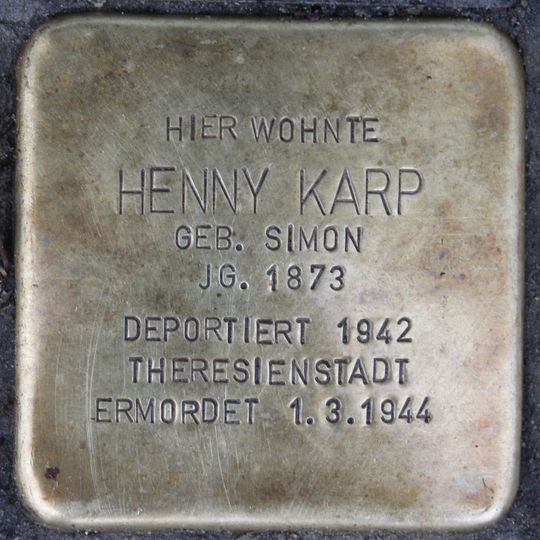 HIER WOHNTE
HENNY KARP
GEB. SIMON
JG. 1873
DEPORTIERT 1942
THERESIENSTADT
ERMORDET 1.3.1944